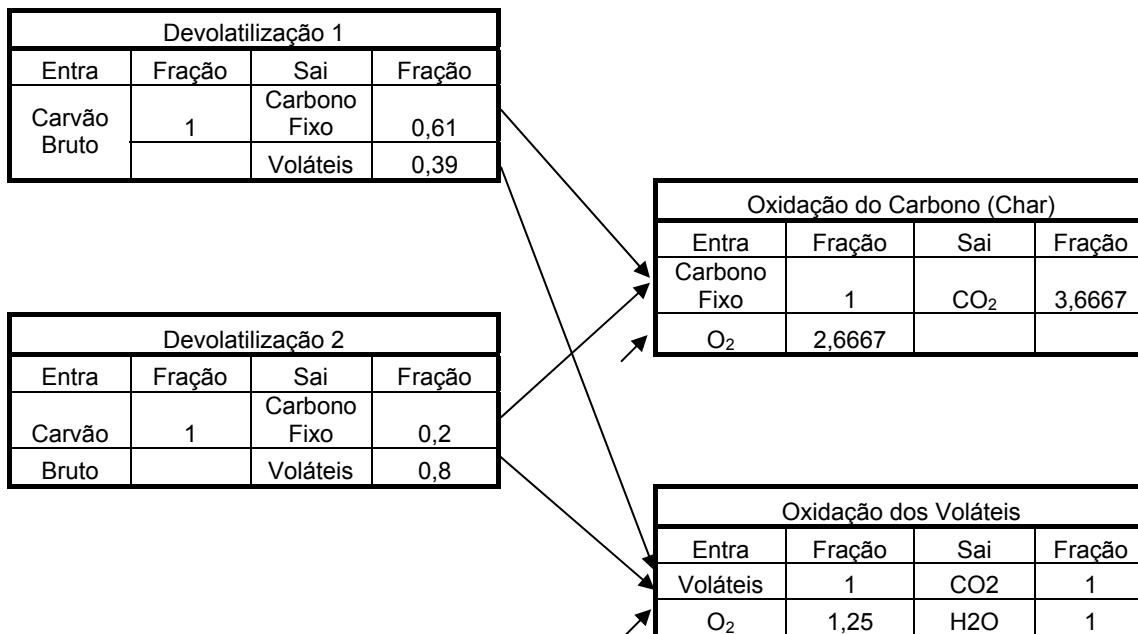 Devolatilização 1
Entra Fração Sai Fração
Carvão Bruto 1 Carbono Fixo 0,61
Voláteis 0,39
Oxidação do Carbono (Char)
Entra Fração Sai Fração
Carbono Fixo 1 CO₂ 3,6667
O₂ 2,6667
Devolatilização 2
Entra Fração Sai Fração
Carvão 1 Carbono Fixo 0,2
Bruto Voláteis 0,8
Oxidação dos Voláteis
Entra Fração Sai Fração
Voláteis 1 CO2 1
O₂ 1,25 H2O 1